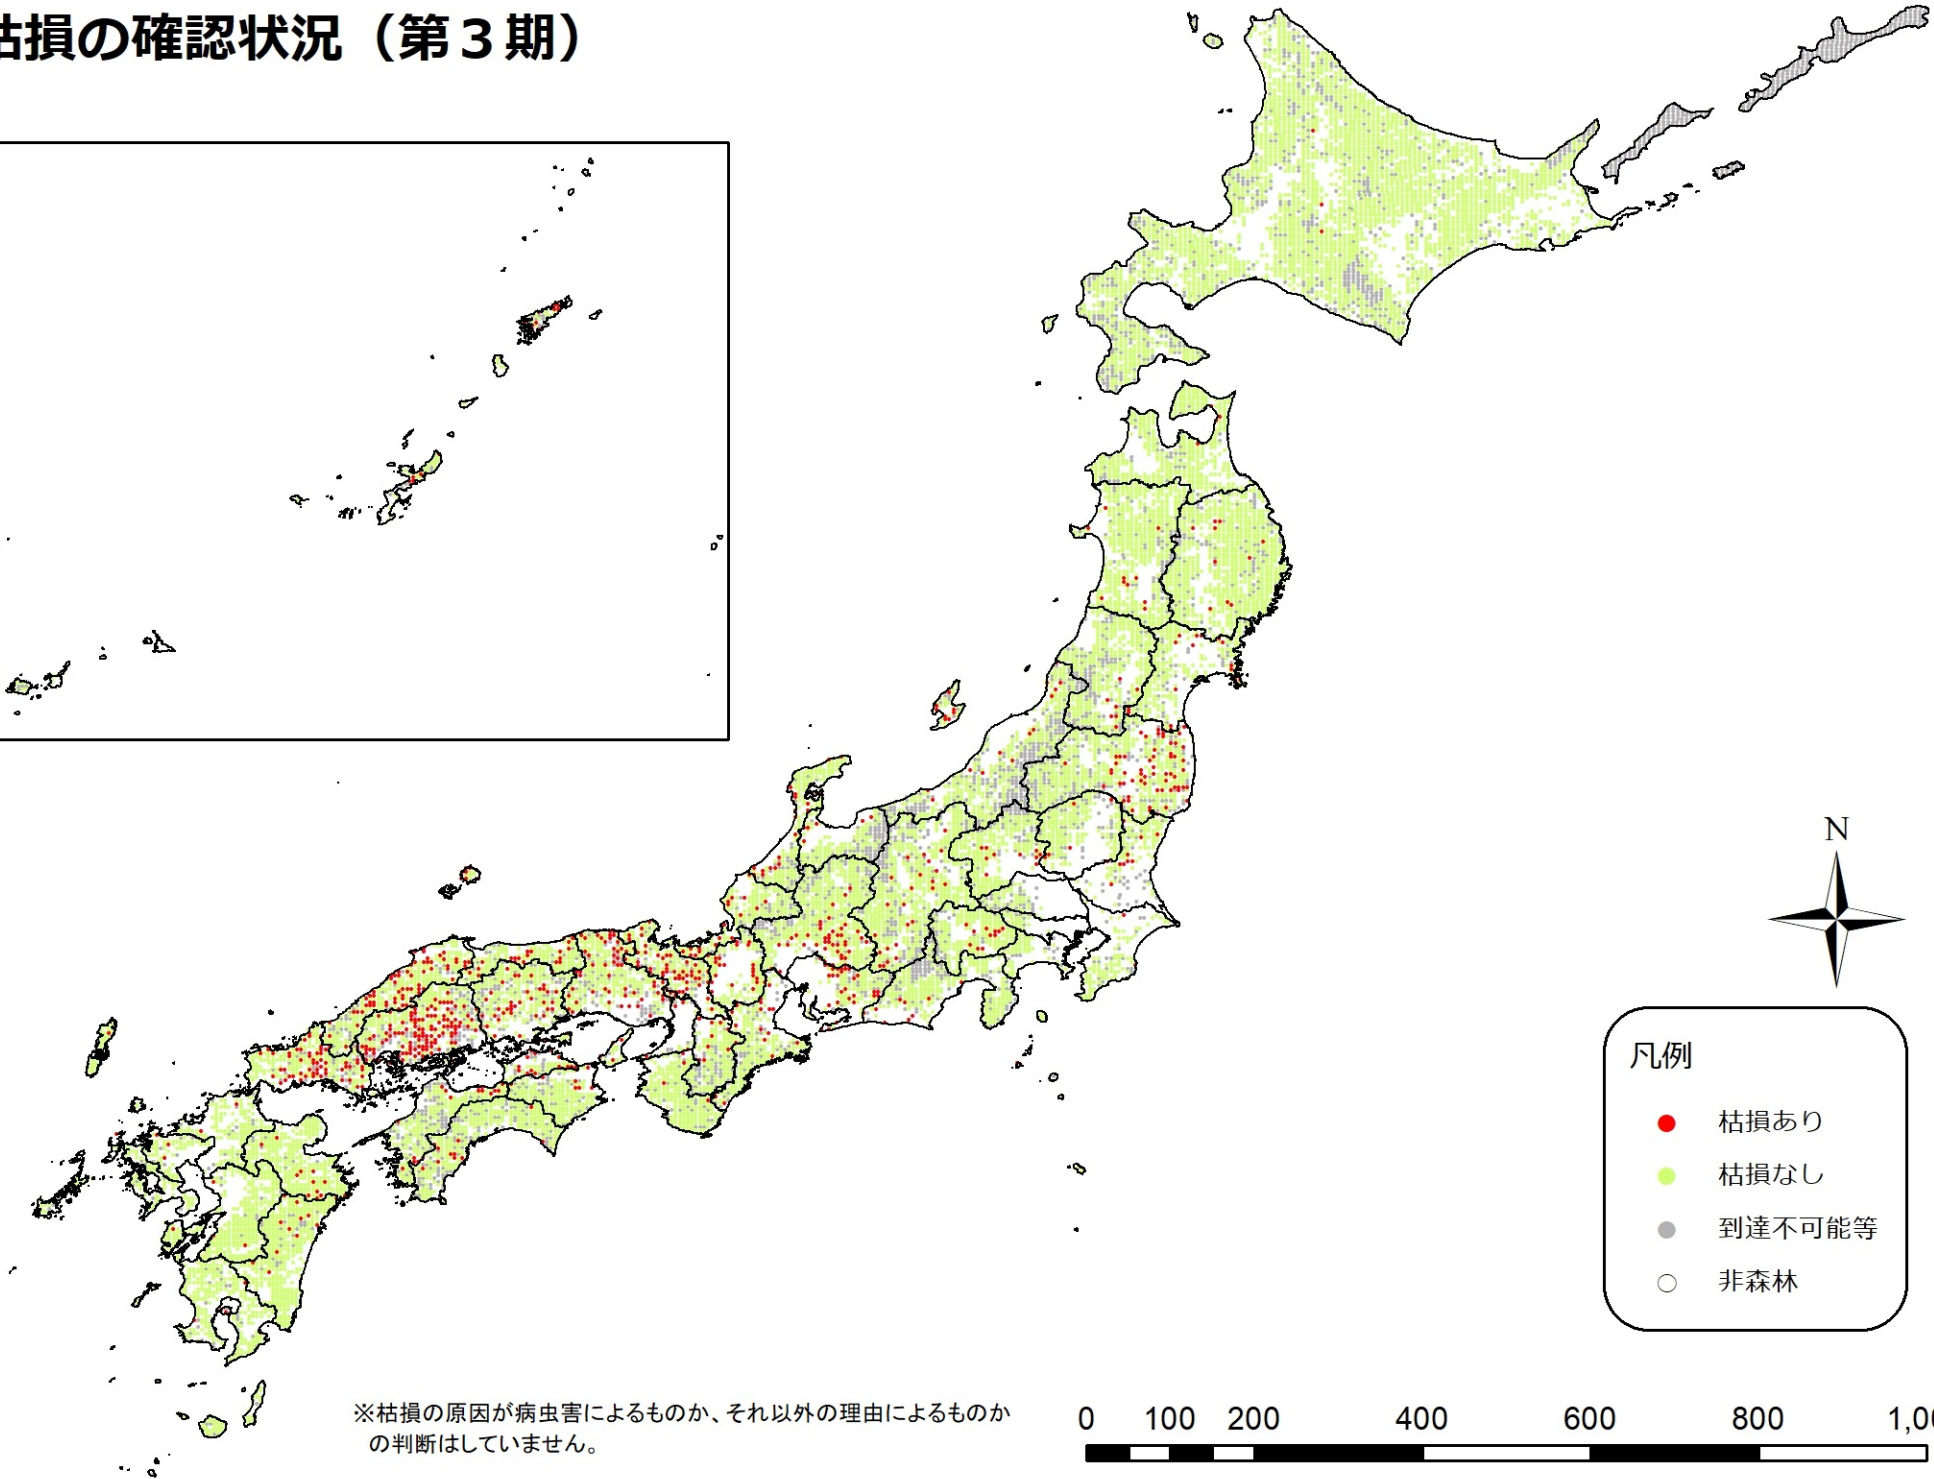 損の確認状況（第３期）
N
凡例
枯損あり
枯損なし
到達不可能等
非森林
※枯損の原因が病虫害によるものか、それ以外の理由によるものか
の判断はしていません。
0 100 200 400 600 800